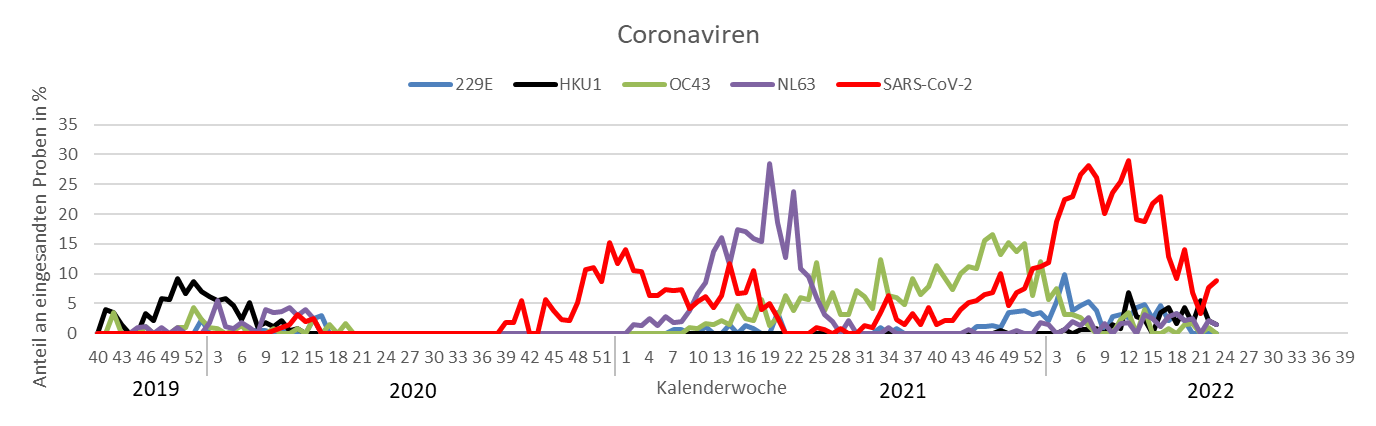 Coronaviren
229E HKU1 OC43 NL63 SARS-CoV-2
Anteil an eingesandten Proben in %
35
30
25
20
15
10
5
0
40 43 46 49 52 3 6 9 12 15 18 21 24 27 30 33 36 39 42 45 48 51 1 4 7 10 13 16 19 22 25 28 31 34 37 40 43 46 49 52 3 6 9 12 15 18 21 24 27 30 33 36 39
2019 2020 Kalenderwoche 2021 2022